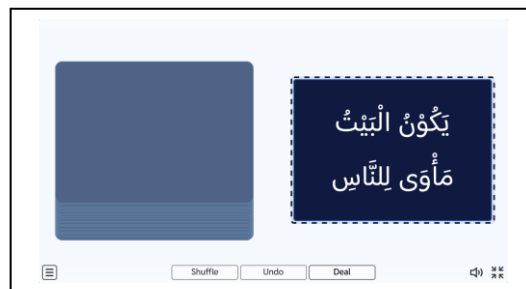 يَكُوْنُ الْبَيْتُ
مَأْوَى لِلنَّاسِ
Shuffle
Undo
Deal